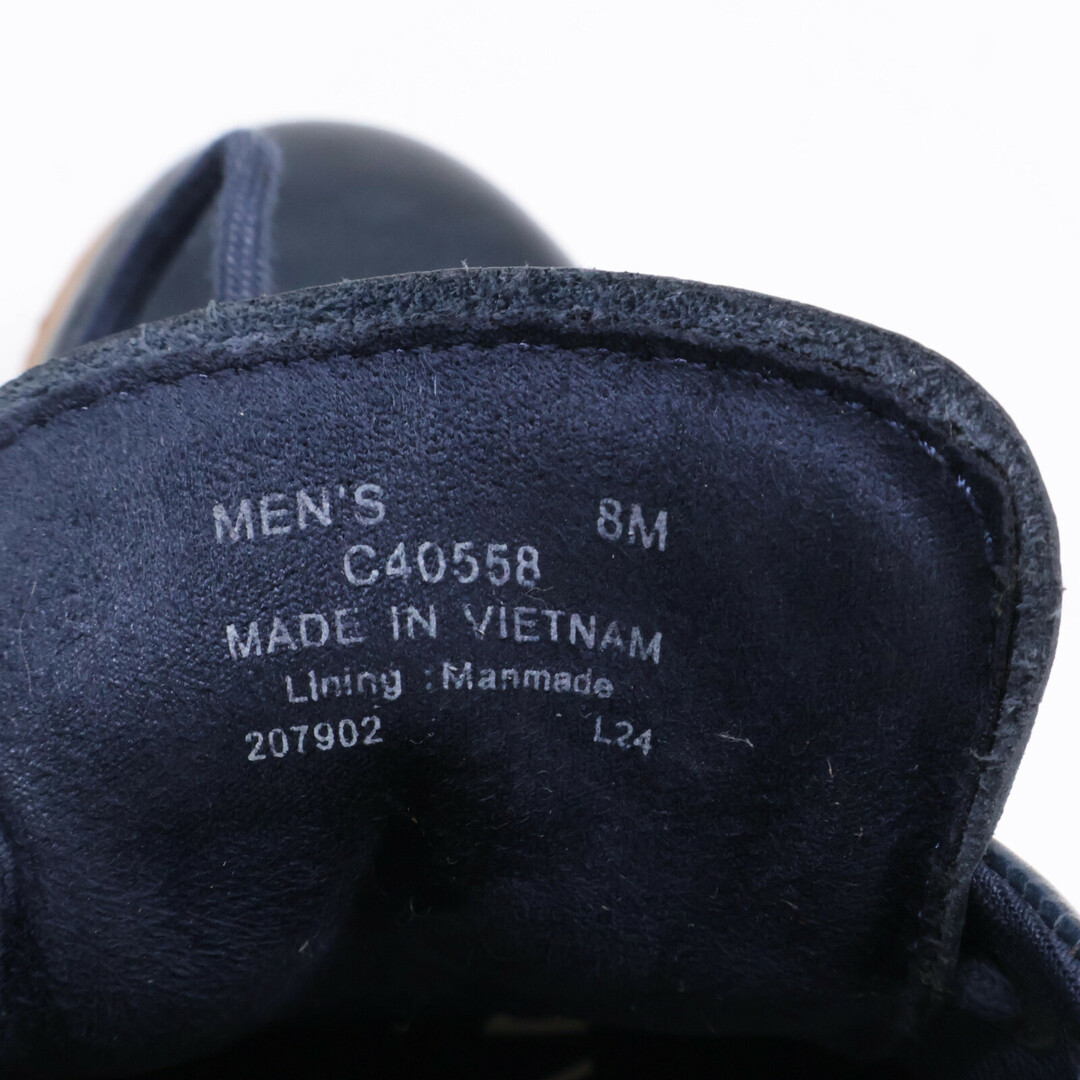 MEN'S 8M
C40558
MADE IN VIETNAM
Lining : Manmade
207902 L24